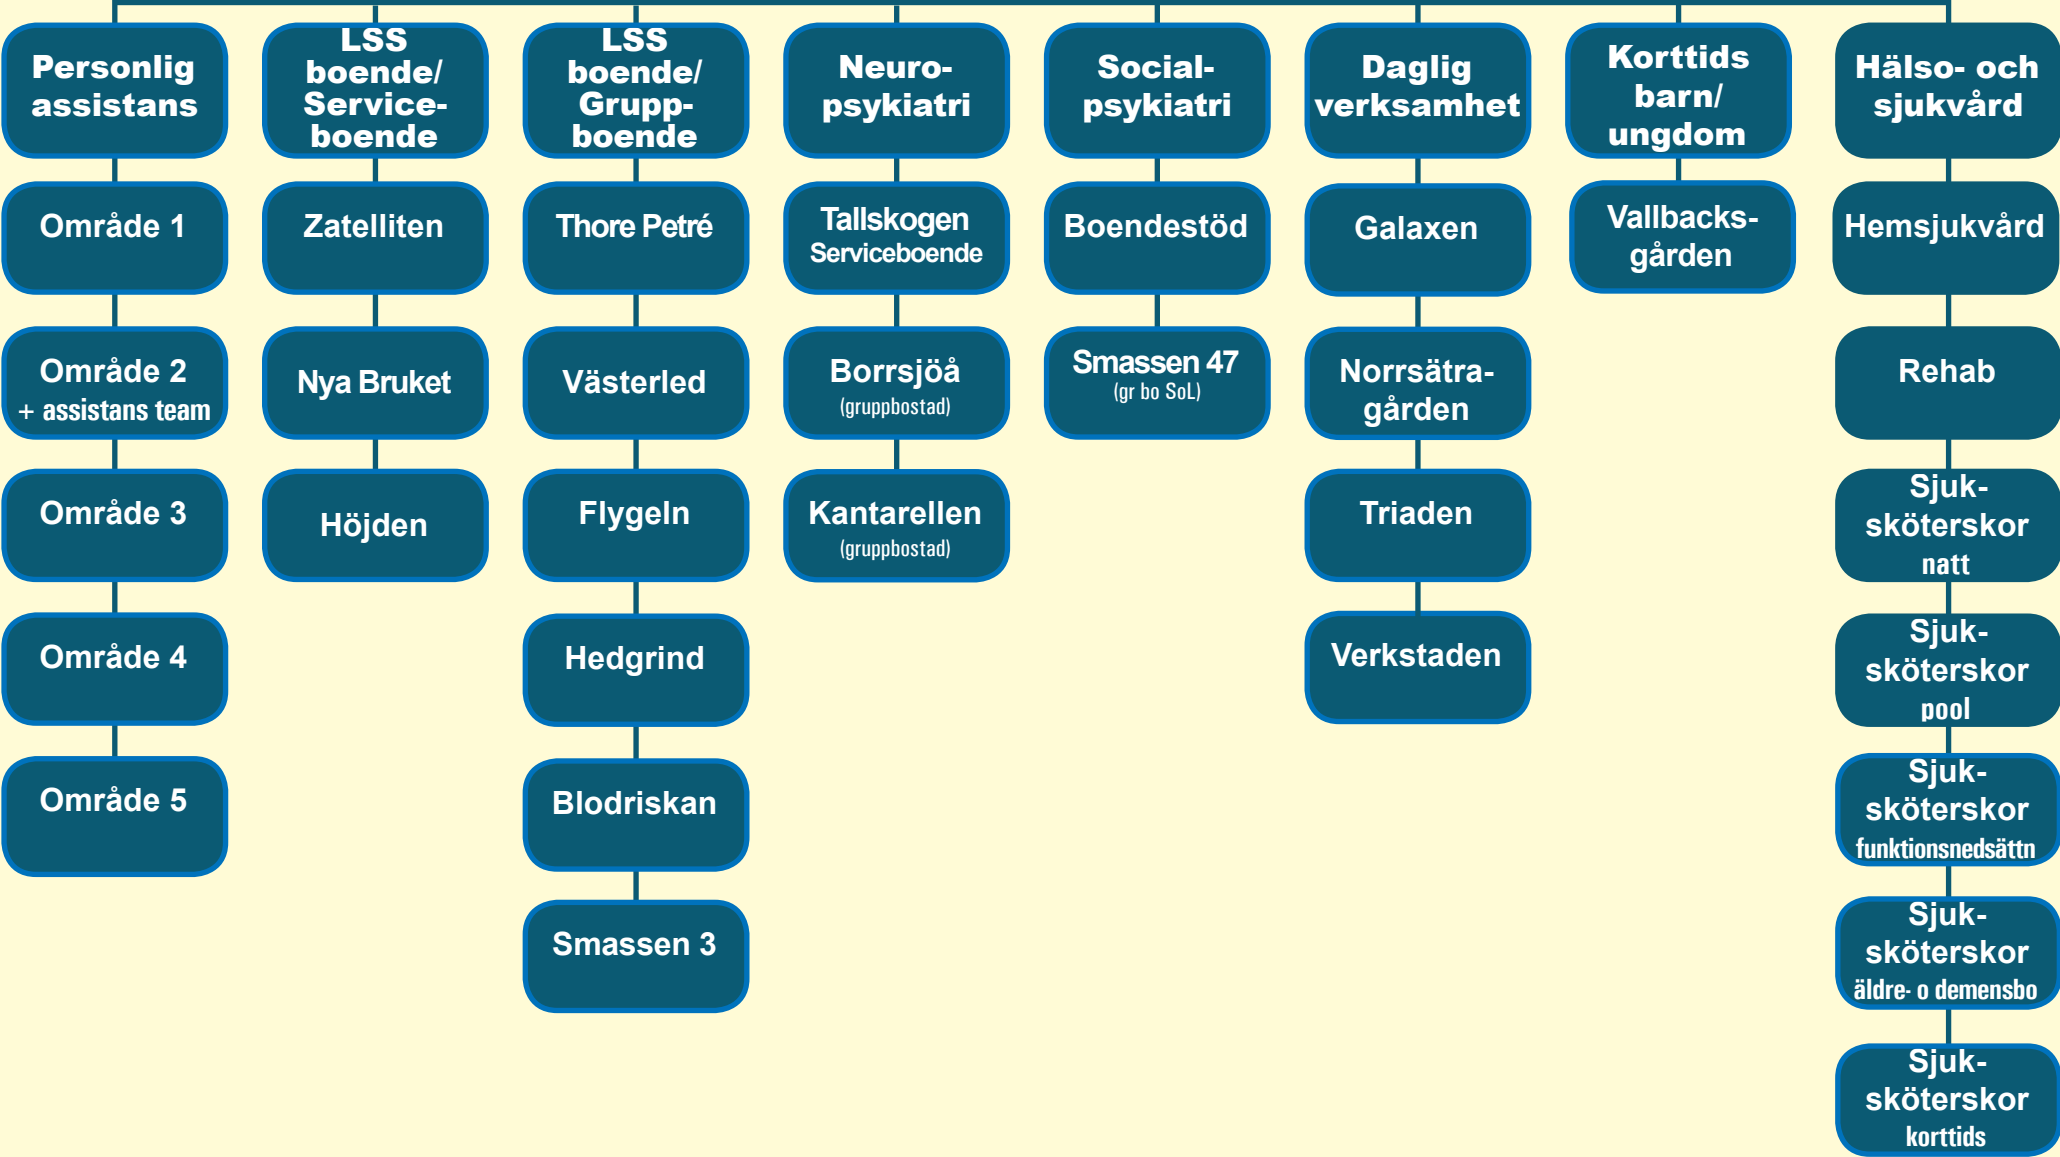 Personlig
assistans
Område 1
Område 2
+ assistans team
Område 3
Område 4
Område 5
LSS
boende/
Service-
boende
Zatelliten
Nya Bruket
Höjden
LSS
boende/
Grupp-
boende
Thore Petré
Västerled
Flygeln
Hedgrind
Blodriskan
Smassen 3
Neuro-
psykiatri
Tallskogen
Serviceboende
Borrsjöå
(gruppbostad)
Kantarellen
(gruppbostad)
Social-
psykiatri
Boendestöd
Smassen 47
(gr bo SoL)
Daglig
verksamhet
Galaxen
Norrsätra-
gården
Triaden
Verkstaden
Korttids
barn/
ungdom
Vallbacks-
gården
Hälso- och
sjukvård
Hemsjukvård
Rehab
Sjuk-
sköterskor
natt
Sjuk-
sköterskor
pool
Sjuk-
sköterskor
funktionsnedsättn
Sjuk-
sköterskor
äldre- o demensbo
Sjuk-
sköterskor
korttids